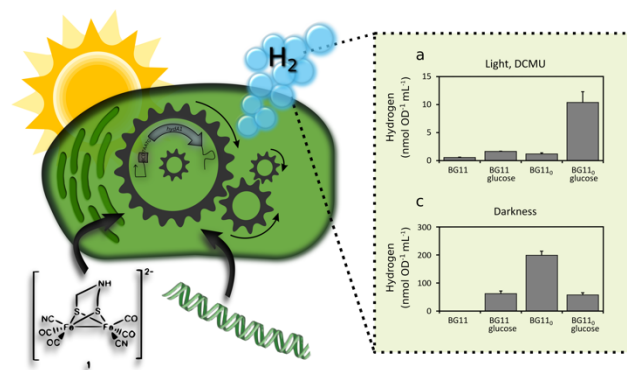 H2
HydA1
[
]2-
NH
S
S
NC
OC
OC
Fe
Fe
CO
CO
CN
1
a
Light, DCMU
Hydrogen
(nmol OD-1 mL-1)
15
10
5
0
BG11
BG11
glucose
BG110
BG110
glucose
c
Darkness
Hydrogen
(nmol OD-1 mL-1)
300
200
100
0
BG11
BG11
glucose
BG110
BG110
glucose